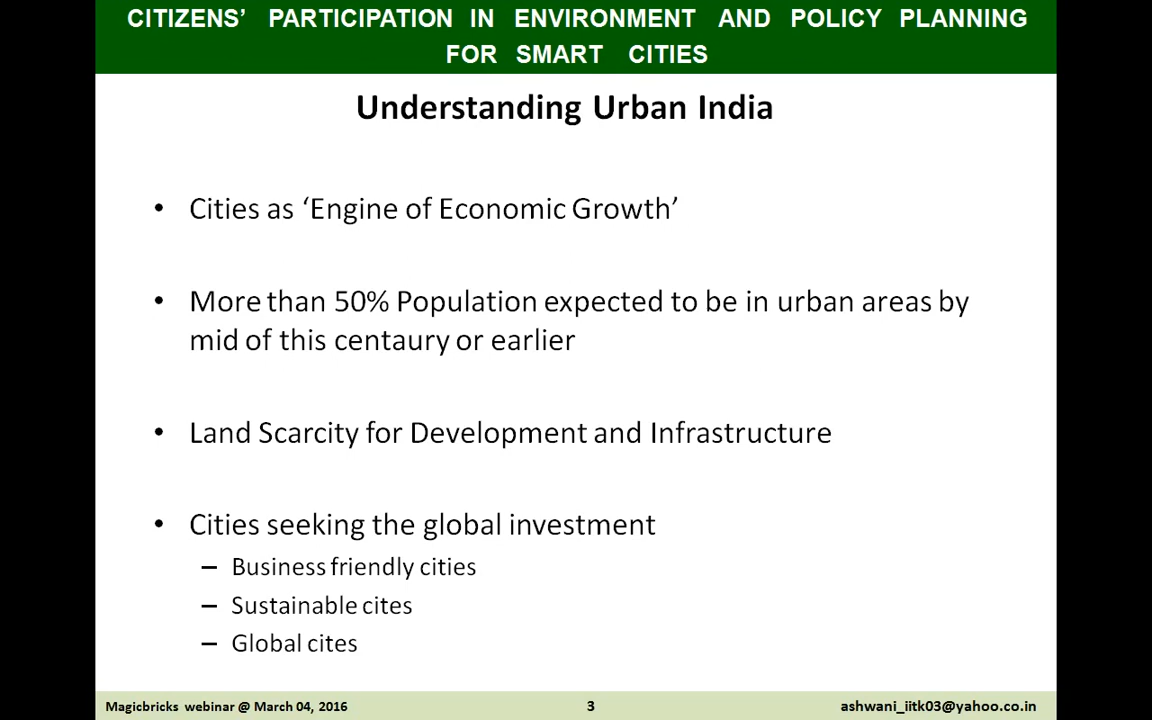 CITIZENS’ PARTICIPATION IN ENVIRONMENT AND POLICY PLANNING
FOR SMART CITIES
Understanding Urban India
• Cities as ‘Engine of Economic Growth’
• More than 50% Population expected to be in urban areas by
mid of this centaury or earlier
• Land Scarcity for Development and Infrastructure
• Cities seeking the global investment
– Business friendly cities
– Sustainable cites
– Global cites
Magicbricks webinar @ March 04, 2016 3 ashwani_iitk03@yahoo.co.in